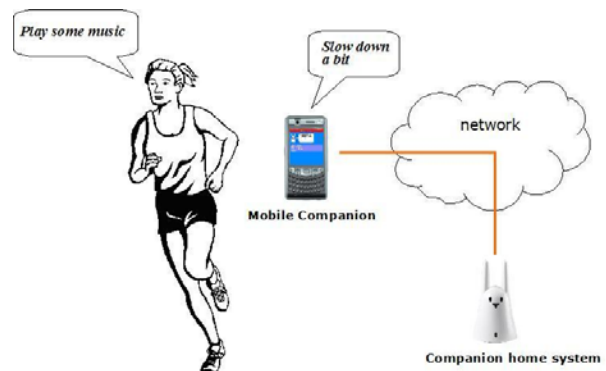 Play some music
Slow down
a bit
network
Mobile Companion
Companion home system